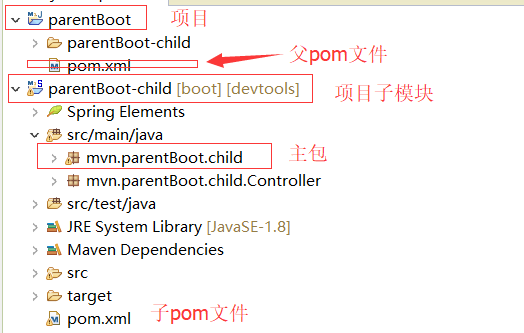 parentBoot 项目
parentBoot-child
pom.xml 父pom文件
parentBoot-child [boot] [devtools] 项目子模块
Spring Elements
src/main/java
mvn.parentBoot.child 主包
mvn.parentBoot.child.Controller
src/test/java
JRE System Library [JavaSE-1.8]
Maven Dependencies
src
target
pom.xml 子pom文件